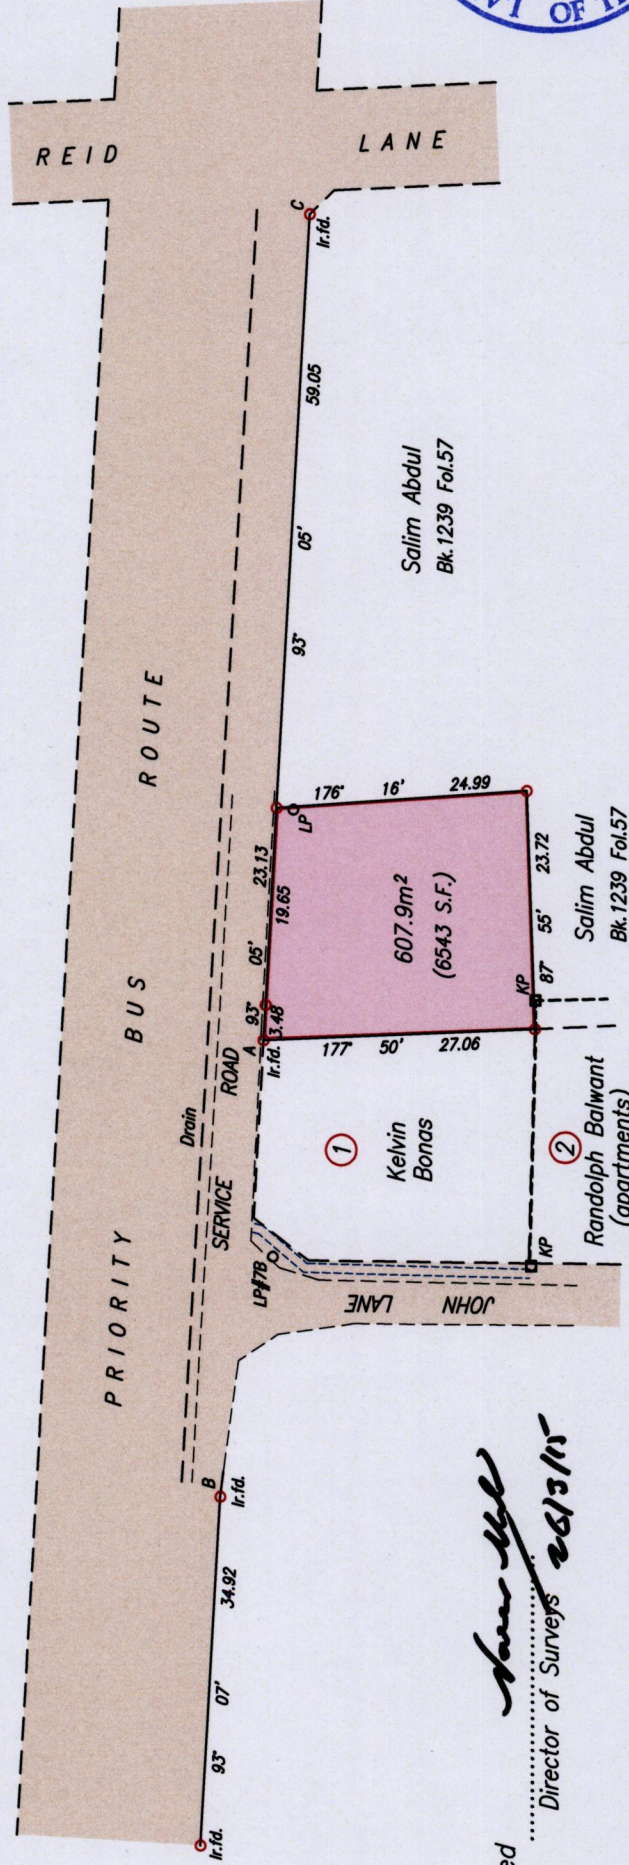 OF
REID LANE
C
Ir.fd.
59.05
05'
93°
Salim Abdul
Bk.1239 Fol.57
PRIORITY BUS ROUTE
176° 16' 24.99
LP
93° 05' 23.13
19.65
3.48
A
Ir.fd.
607.9m²
(6543 S.F.)
87° 55' 23.72
KP
Salim Abdul
Bk.1239 Fol.57
177° 50' 27.06
Drain
SERVICE ROAD
1
Kelvin
Bonas
2
Randolph Balwant
(apartments)
KP
LP#7B
JOHN LANE
B
Ir.fd.
93° 07' 34.92
Ir.fd.
26/3/15
Director of Surveys